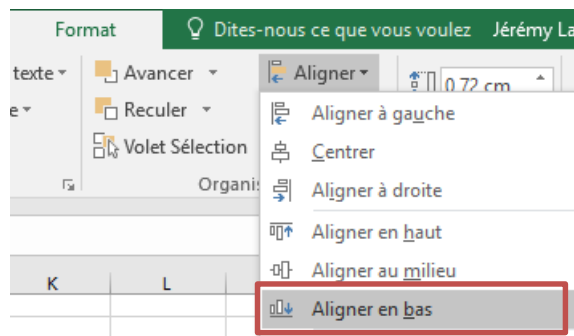 Format Dites-nous ce que vous voulez Jérémy La
texte Avancer Aligner 0,72 cm
e Reculer
Volet Sélection
Organi
Aligner à gauche
Centrer
Aligner à droite
Aligner en haut
Aligner au milieu
Aligner en bas
K L